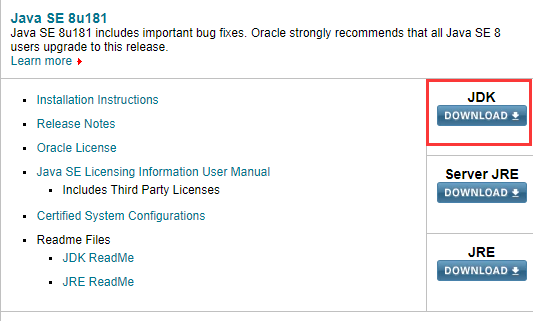 Java SE 8u181
Java SE 8u181 includes important bug fixes. Oracle strongly recommends that all Java SE 8
users upgrade to this release.
Learn more
Installation Instructions
Release Notes
Oracle License
Java SE Licensing Information User Manual
Includes Third Party Licenses
Certified System Configurations
Readme Files
JDK ReadMe
JRE ReadMe
JDK
DOWNLOAD
Server JRE
DOWNLOAD
JRE
DOWNLOAD